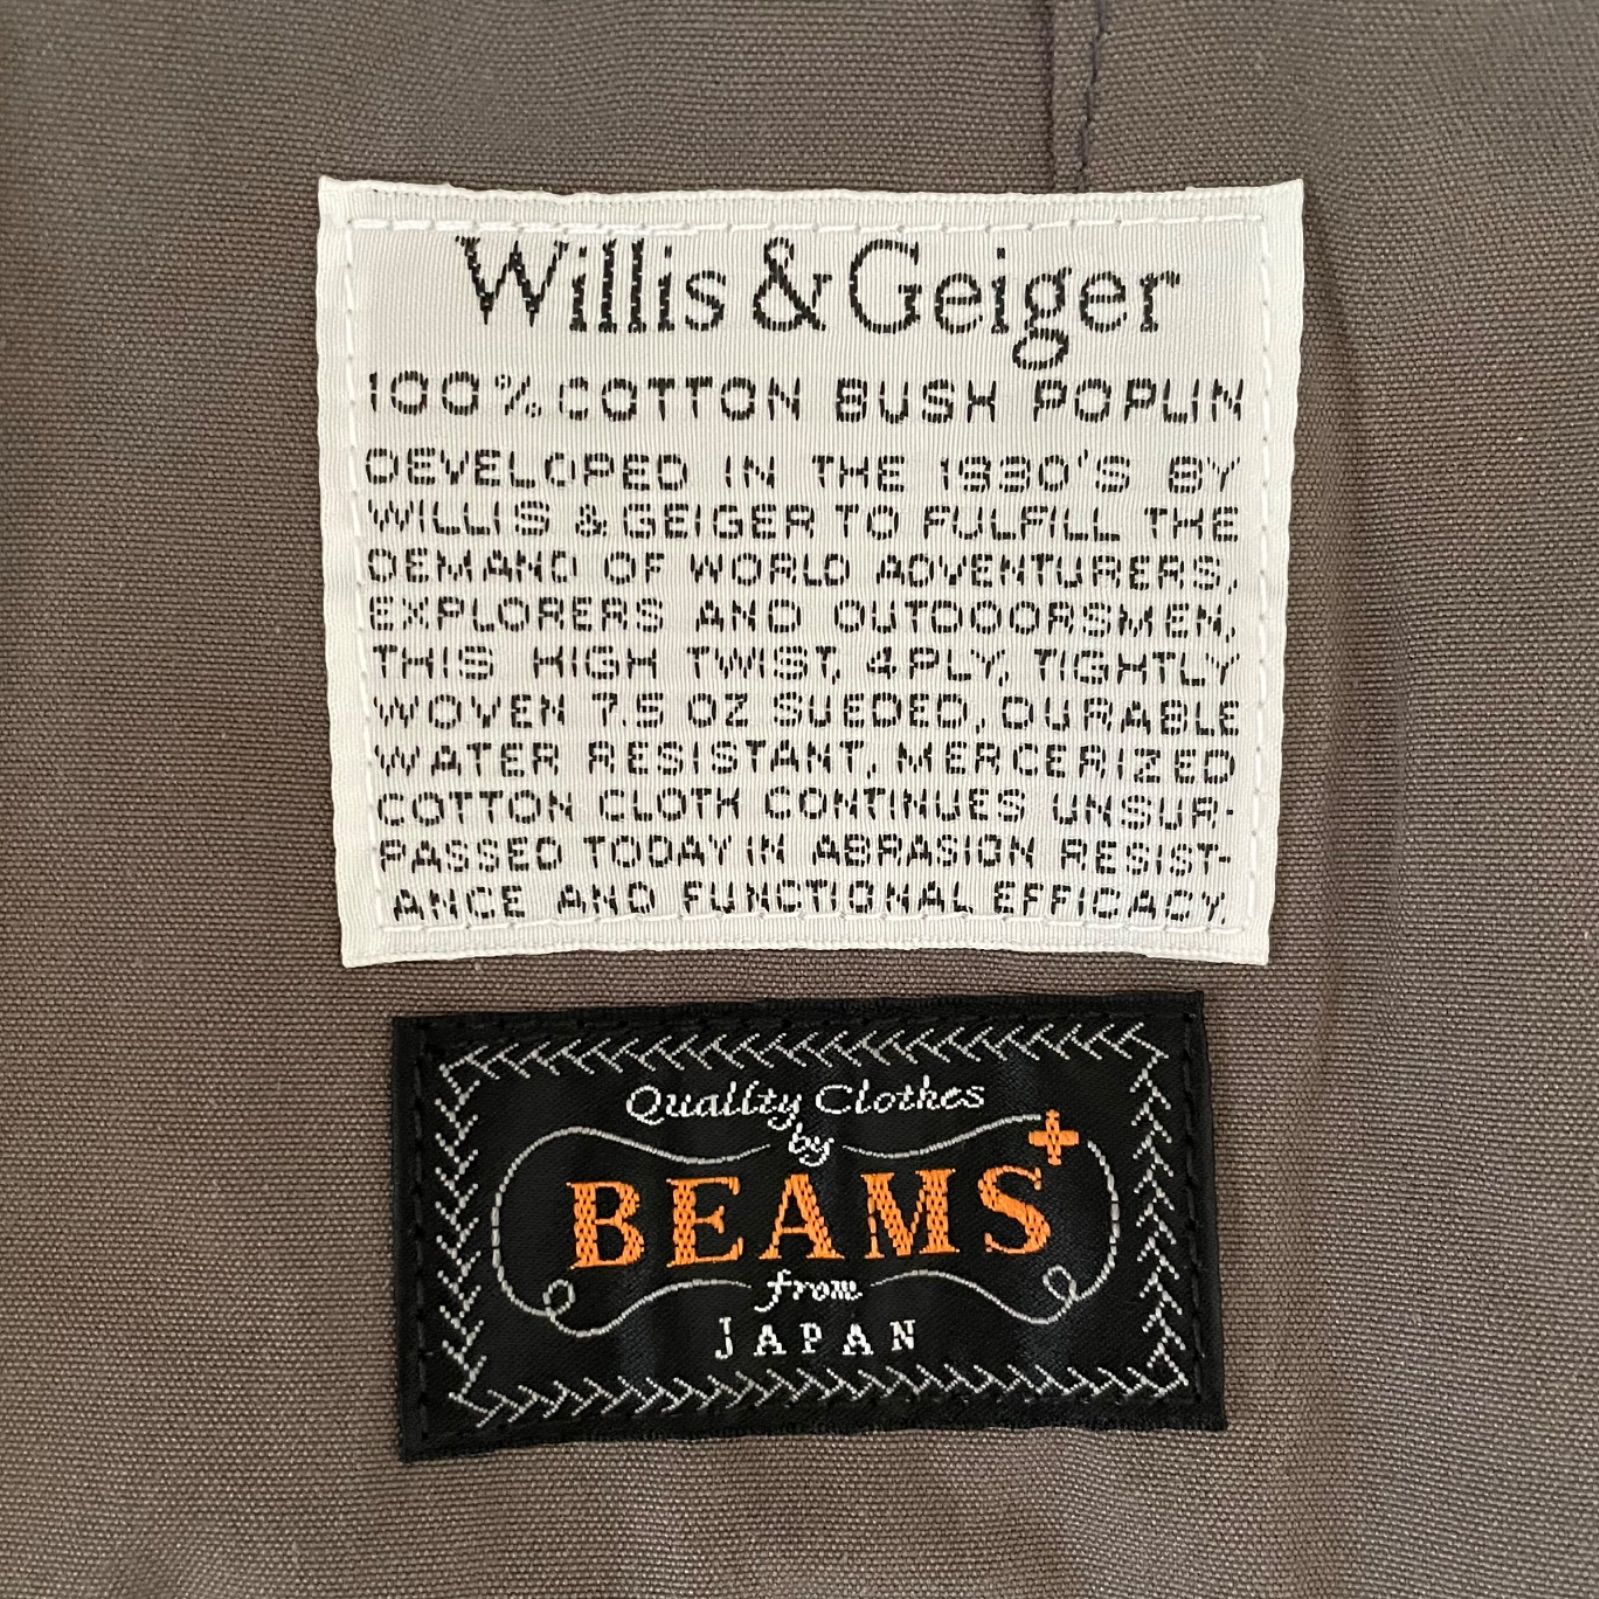 Willis & Geiger
100% COTTON BUSH POPLIN
DEVELOPED IN THE 1930'S BY
WILLIS & GEIGER TO FULFILL THE
DEMAND OF WORLD ADVENTURERS,
EXPLORERS AND OUTDOORSMEN,
THIS HIGH TWIST, 4 PLY, TIGHTLY
WOVEN 7.5 OZ SUEDED, DURABLE
WATER RESISTANT, MERCERIZED
COTTON CLOTH CONTINUES UNSUR-
PASSED TODAY IN ABRASION RESIST-
ANCE AND FUNCTIONAL EFFICACY.
Quality Clothes
by
BEAMS+
from
JAPAN